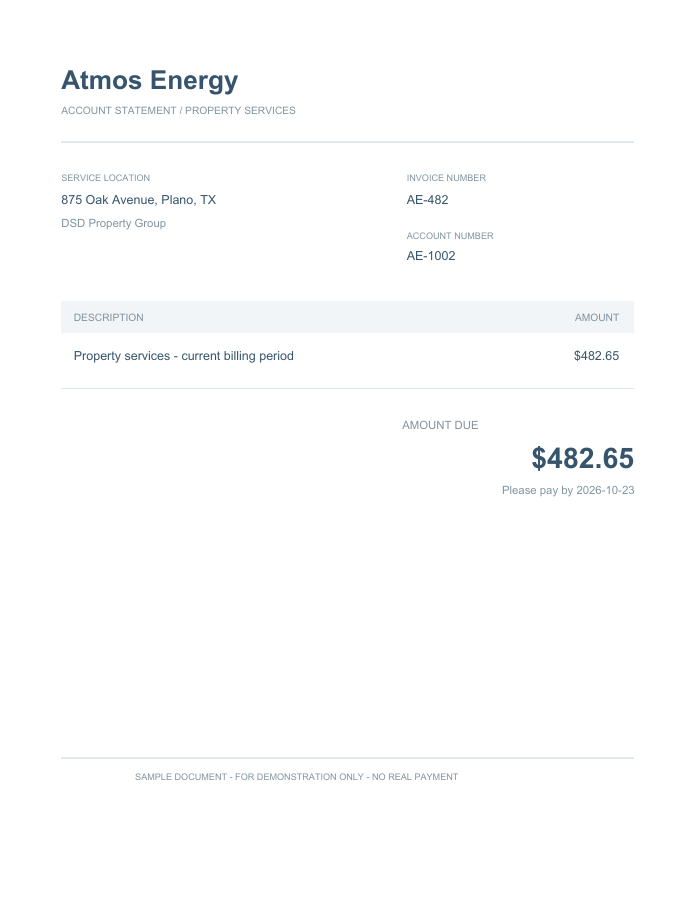 Atmos Energy
ACCOUNT STATEMENT / PROPERTY SERVICES
SERVICE LOCATION
875 Oak Avenue, Plano, TX
DSD Property Group
INVOICE NUMBER
AE-482
ACCOUNT NUMBER
AE-1002
DESCRIPTION AMOUNT
Property services - current billing period $482.65
AMOUNT DUE
$482.65
Please pay by 2026-10-23
SAMPLE DOCUMENT - FOR DEMONSTRATION ONLY - NO REAL PAYMENT